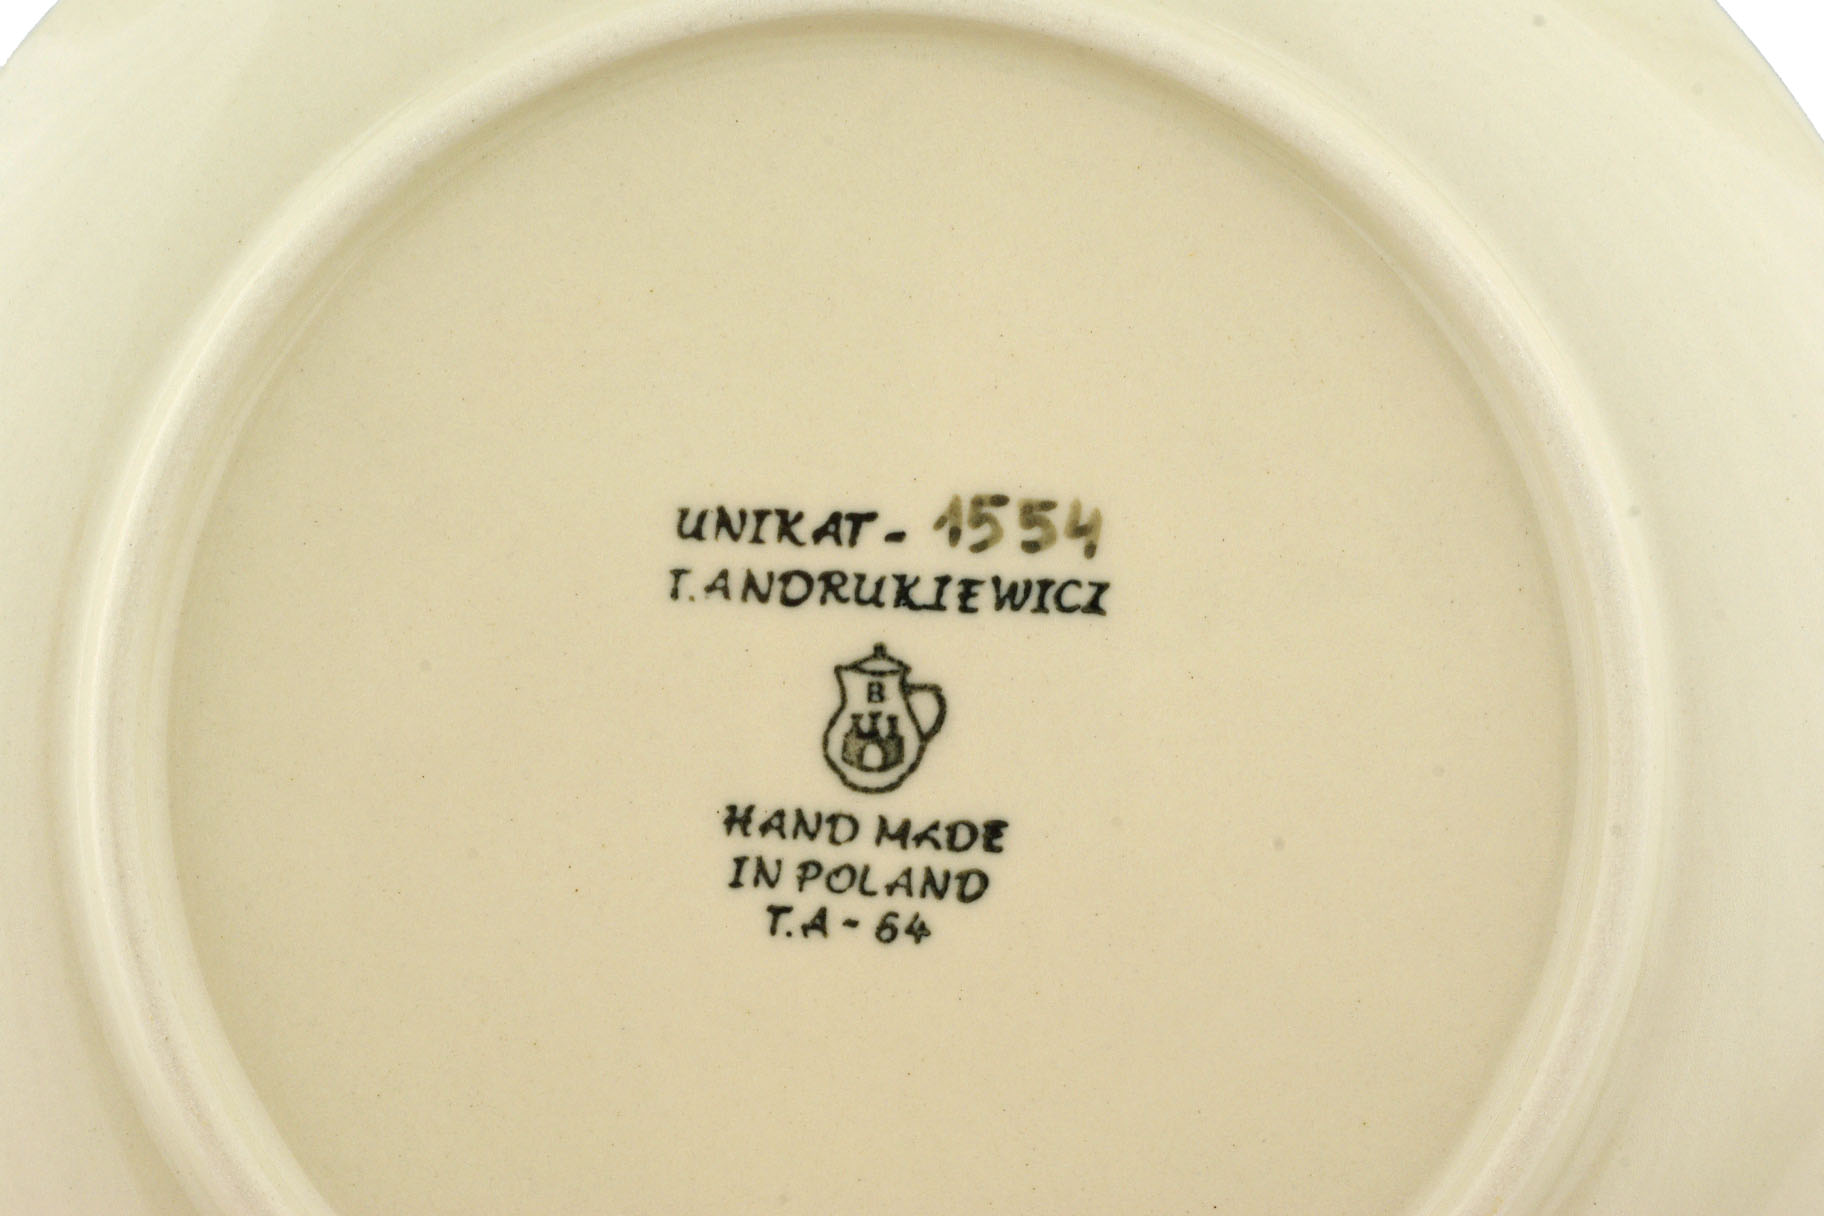 UNIKAT - 1554
T. ANDRUKIEWICZ
B
HAND MADE
IN POLAND
T.A - 64